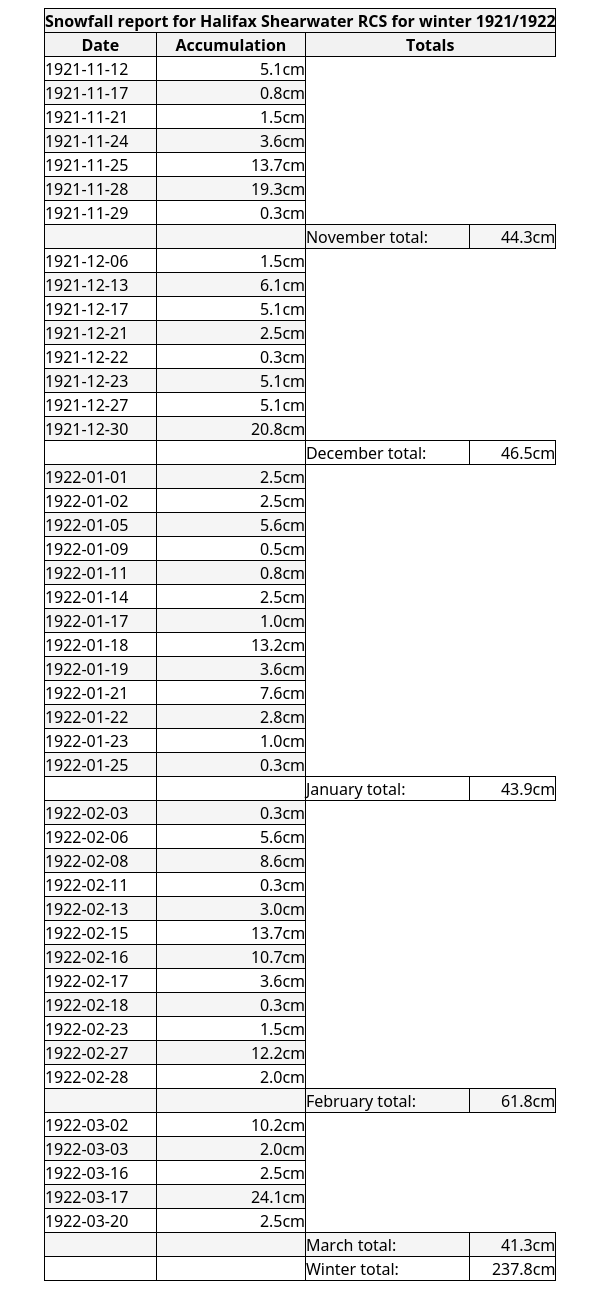 Snowfall report for Halifax Shearwater RCS for winter 1921/1922
Date Accumulation Totals
1921-11-12 5.1cm
1921-11-17 0.8cm
1921-11-21 1.5cm
1921-11-24 3.6cm
1921-11-25 13.7cm
1921-11-28 19.3cm
1921-11-29 0.3cm
November total: 44.3cm
1921-12-06 1.5cm
1921-12-13 6.1cm
1921-12-17 5.1cm
1921-12-21 2.5cm
1921-12-22 0.3cm
1921-12-23 5.1cm
1921-12-27 5.1cm
1921-12-30 20.8cm
December total: 46.5cm
1922-01-01 2.5cm
1922-01-02 2.5cm
1922-01-05 5.6cm
1922-01-09 0.5cm
1922-01-11 0.8cm
1922-01-14 2.5cm
1922-01-17 1.0cm
1922-01-18 13.2cm
1922-01-19 3.6cm
1922-01-21 7.6cm
1922-01-22 2.8cm
1922-01-23 1.0cm
1922-01-25 0.3cm
January total: 43.9cm
1922-02-03 0.3cm
1922-02-06 5.6cm
1922-02-08 8.6cm
1922-02-11 0.3cm
1922-02-13 3.0cm
1922-02-15 13.7cm
1922-02-16 10.7cm
1922-02-17 3.6cm
1922-02-18 0.3cm
1922-02-23 1.5cm
1922-02-27 12.2cm
1922-02-28 2.0cm
February total: 61.8cm
1922-03-02 10.2cm
1922-03-03 2.0cm
1922-03-16 2.5cm
1922-03-17 24.1cm
1922-03-20 2.5cm
March total: 41.3cm
Winter total: 237.8cm